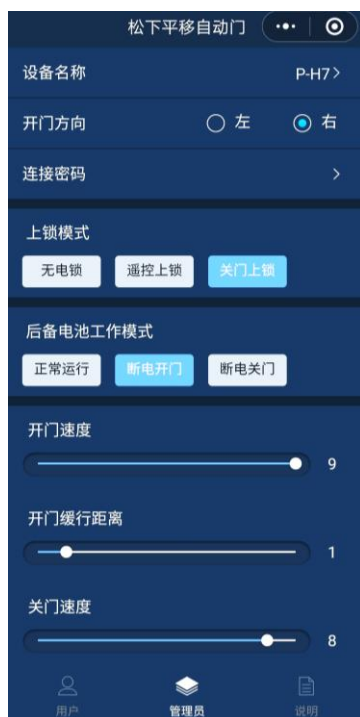 松下平移自动门
设备名称 P-H7>
开门方向 左 右
连接密码 >
上锁模式
无电锁 遥控上锁 关门上锁
后备电池工作模式
正常运行 断电开门 断电关门
开门速度
9
开门缓行距离
1
关门速度
8
用户 管理员 说明